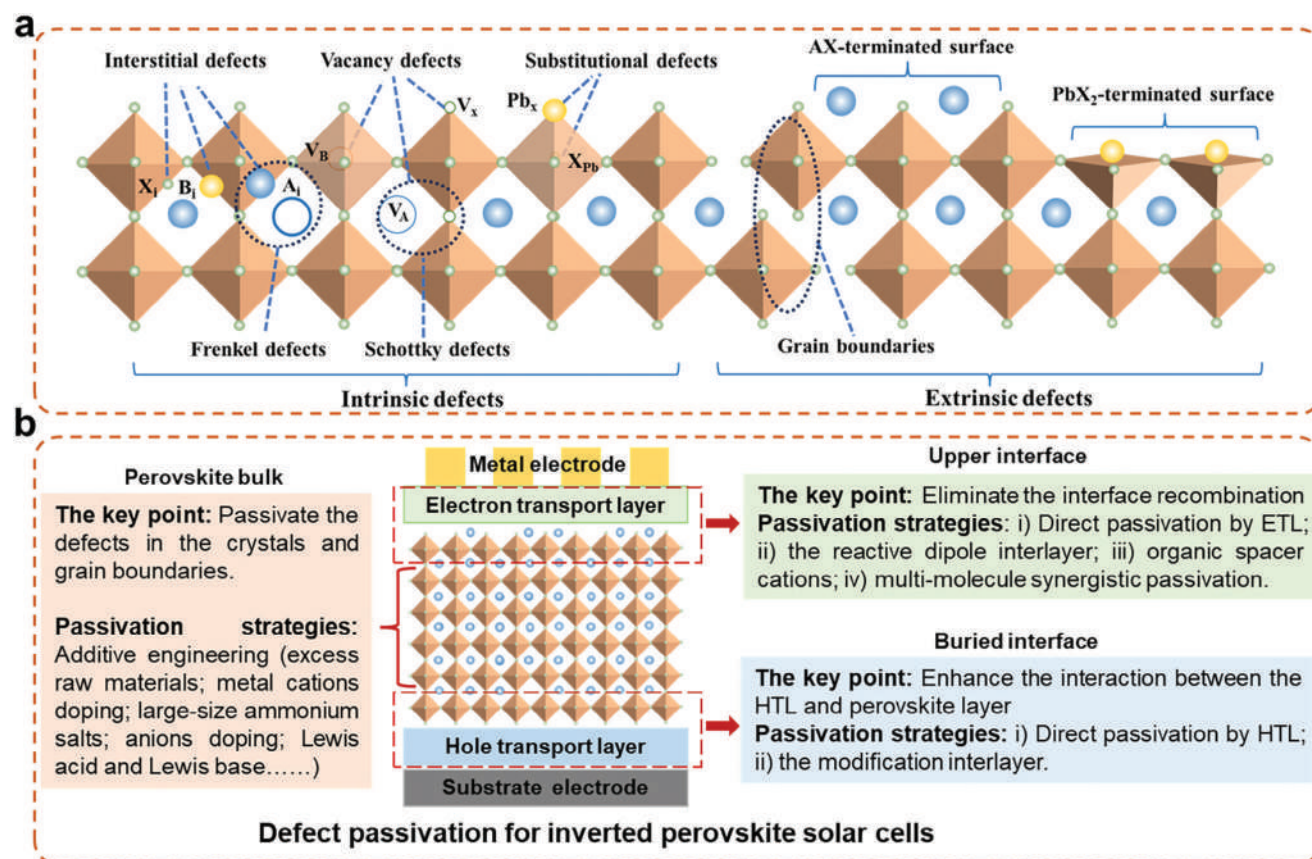 a
Interstitial defects
Vacancy defects
Substitutional defects
AX-terminated surface
PbX₂-terminated surface
Vₓ
Pbₓ
V_B
X_Pb
X_i
B_i
A_i
V_A
Frenkel defects
Schottky defects
Grain boundaries
Intrinsic defects
Extrinsic defects
b
Perovskite bulk
The key point: Passivate the
defects in the crystals and
grain boundaries.
Passivation strategies:
Additive engineering (excess
raw materials; metal cations
doping; large-size ammonium
salts; anions doping; Lewis
acid and Lewis base……)
Metal electrode
Electron transport layer
Hole transport layer
Substrate electrode
Upper interface
The key point: Eliminate the interface recombination
Passivation strategies: i) Direct passivation by ETL;
ii) the reactive dipole interlayer; iii) organic spacer
cations; iv) multi-molecule synergistic passivation.
Buried interface
The key point: Enhance the interaction between the
HTL and perovskite layer
Passivation strategies: i) Direct passivation by HTL;
ii) the modification interlayer.
Defect passivation for inverted perovskite solar cells